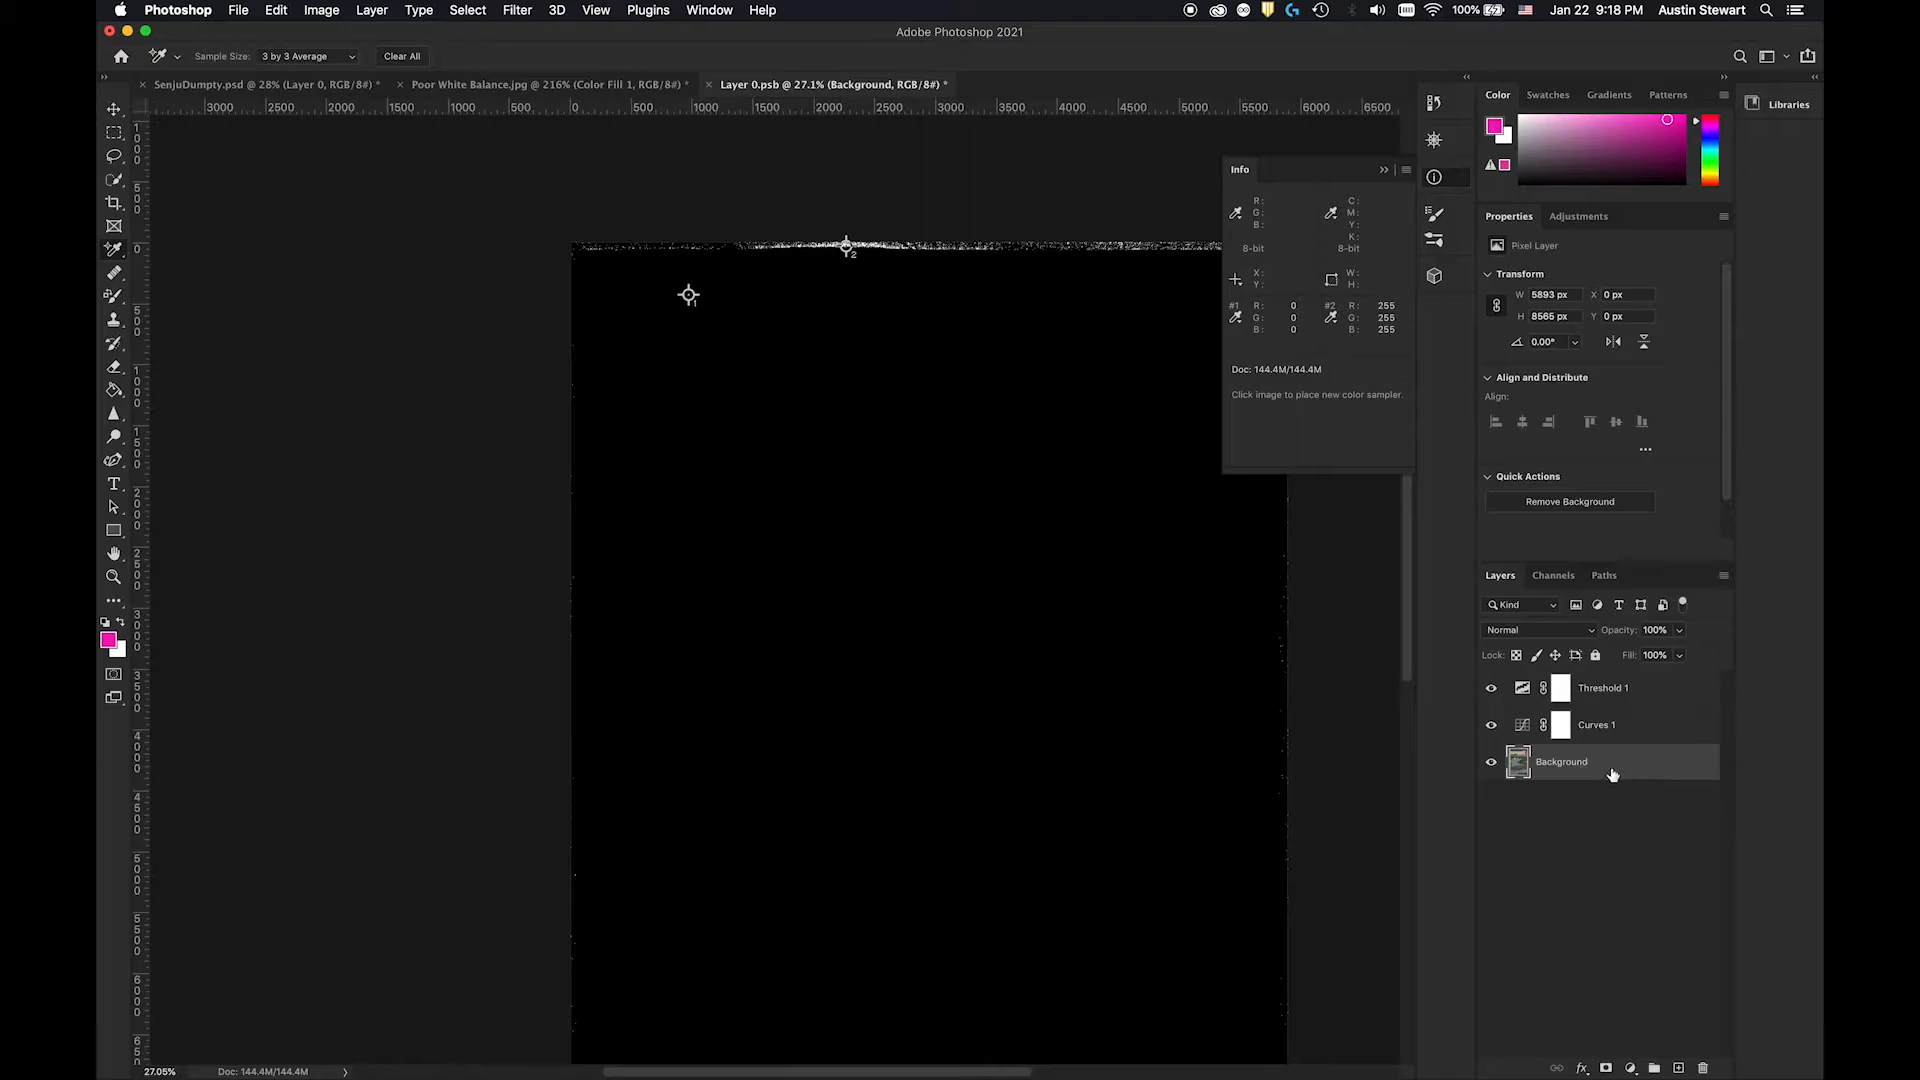 Photoshop File Edit Image Layer Type Select Filter 3D View Plugins Window Help 100% Jan 22 9:18 PM Austin Stewart
Adobe Photoshop 2021
Sample Size: 3 by 3 Average Clear All
SenjuDumpty.psd @ 28% (Layer 0, RGB/8#) * Poor White Balance.jpg @ 216% (Color Fill 1, RGB/8#) * Layer 0.psb @ 27.1% (Background, RGB/8#) *
3000 2500 2000 1500 1000 500 0 500 1000 1500 2000 2500 3000 3500 4000 4500 5000 5500 6000 6500
Color Swatches Gradients Patterns
Libraries
Info
R: C:
G: M:
B: Y:
K:
8-bit 8-bit
X: W:
Y: H:
#1 R: 0 #2 R: 255
G: 0 G: 255
B: 0 B: 255
Doc: 144.4M/144.4M
Click image to place new color sampler.
1
2
Properties Adjustments
Pixel Layer
Transform
W 5893 px X 0 px
H 8565 px Y 0 px
0.00°
Align and Distribute
Align:
Quick Actions
Remove Background
Layers Channels Paths
Kind
Normal Opacity: 100%
Lock: Fill: 100%
Threshold 1
Curves 1
Background
fx
27.05% Doc: 144.4M/144.4M